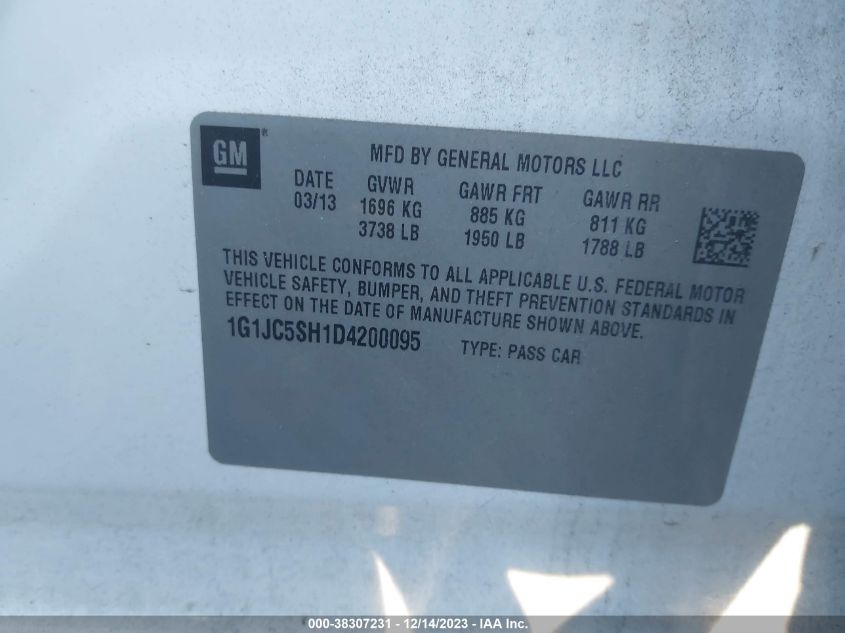 GM®
MFD BY GENERAL MOTORS LLC
DATE GVWR GAWR FRT GAWR RR
03/13 1696 KG 885 KG 811 KG
3738 LB 1950 LB 1788 LB
THIS VEHICLE CONFORMS TO ALL APPLICABLE U.S. FEDERAL MOTOR
VEHICLE SAFETY, BUMPER, AND THEFT PREVENTION STANDARDS IN
EFFECT ON THE DATE OF MANUFACTURE SHOWN ABOVE.
1G1JC5SH1D4200095 TYPE: PASS CAR
000-38307231 - 12/14/2023 - IAA Inc.